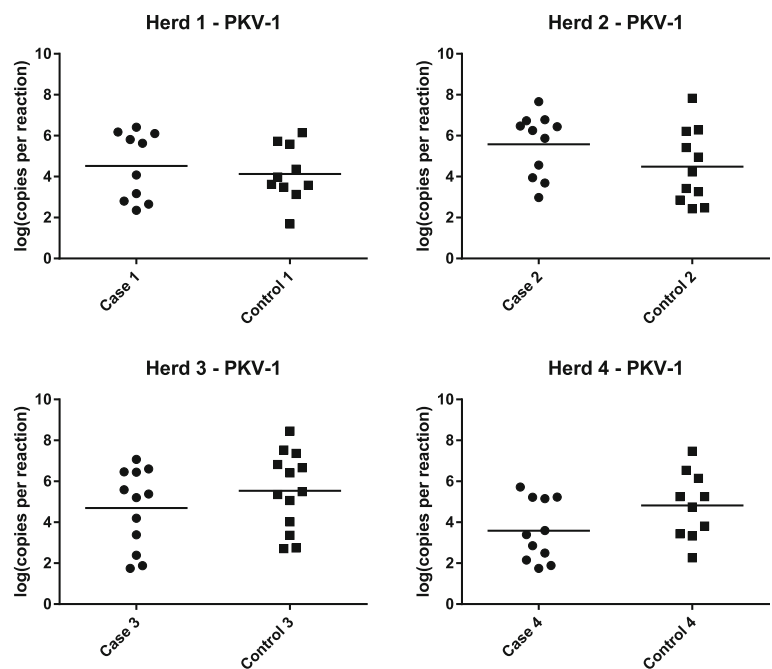 Herd 1 - PKV-1
log(copies per reaction)
10
8
6
4
2
0
Case 1
Control 1
Herd 2 - PKV-1
log(copies per reaction)
10
8
6
4
2
0
Case 2
Control 2
Herd 3 - PKV-1
log(copies per reaction)
10
8
6
4
2
0
Case 3
Control 3
Herd 4 - PKV-1
log(copies per reaction)
10
8
6
4
2
0
Case 4
Control 4